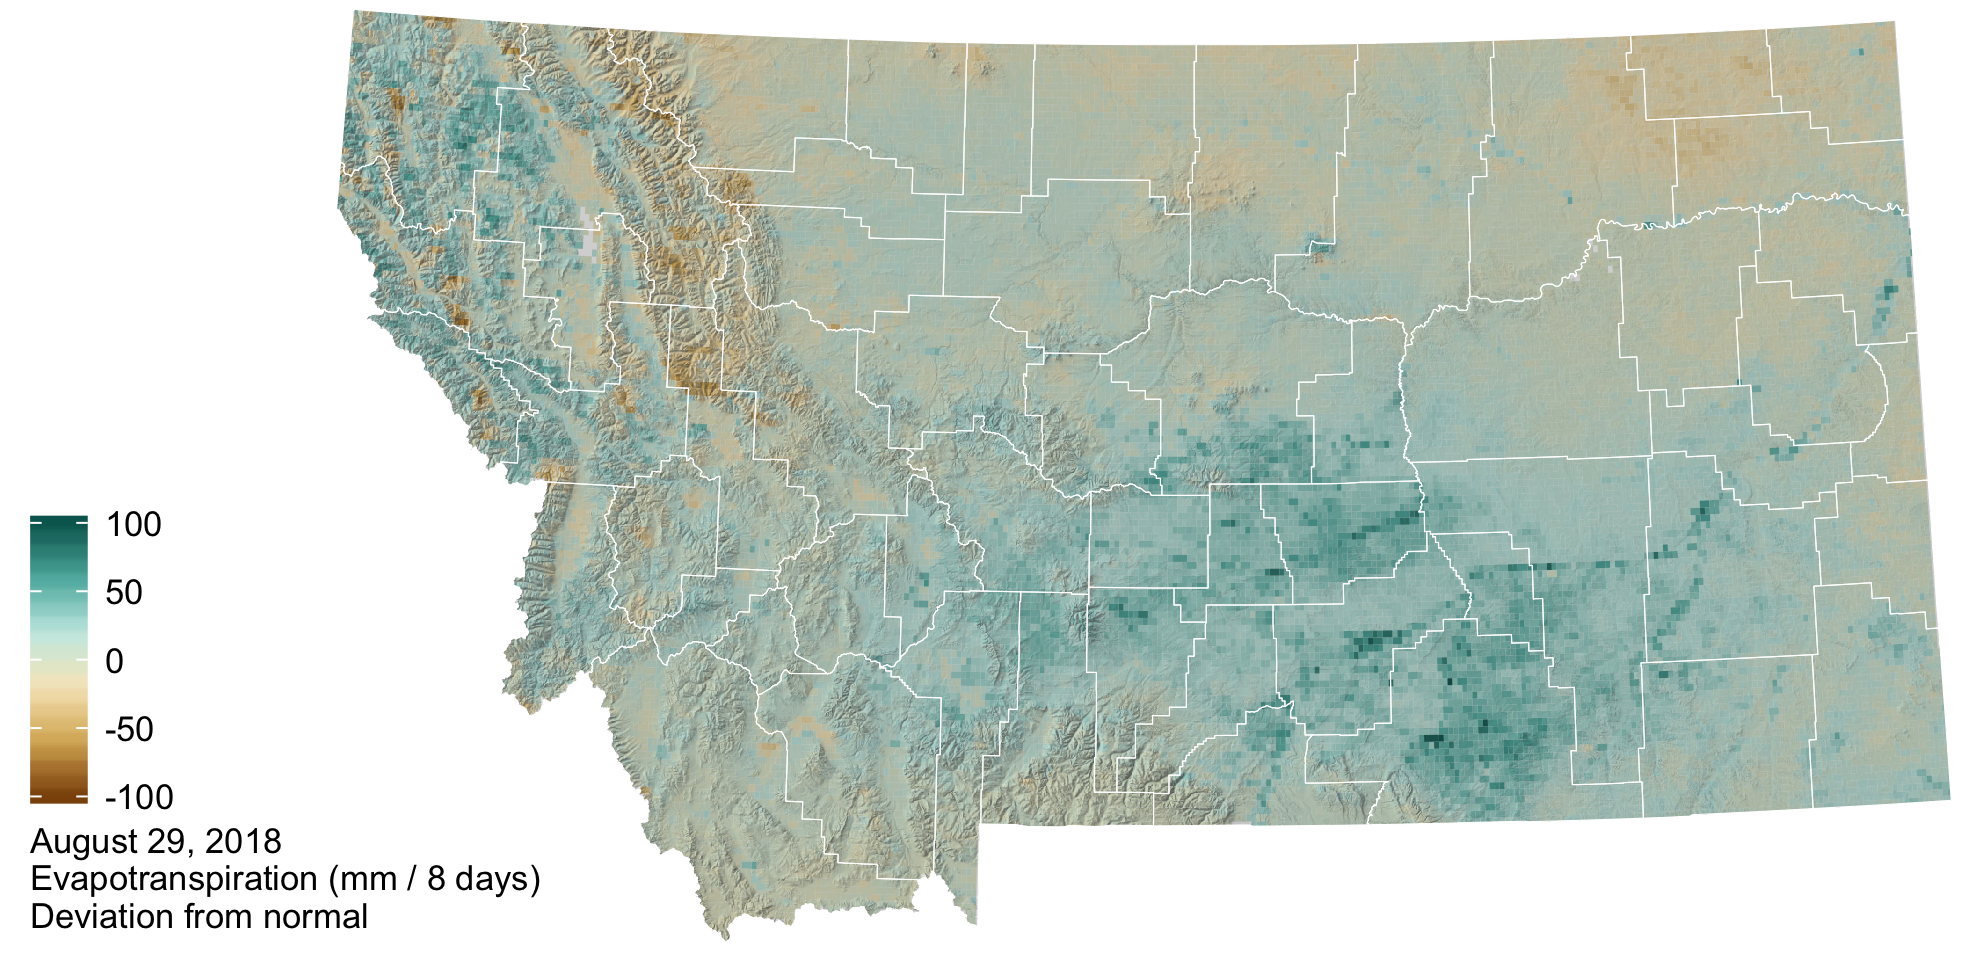 100
50
0
-50
-100
August 29, 2018
Evapotranspiration (mm / 8 days)
Deviation from normal